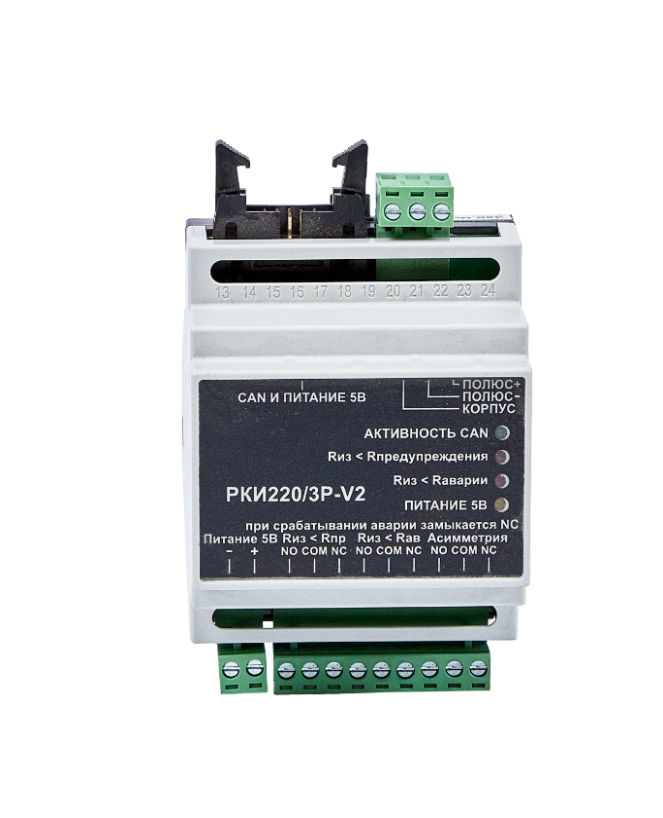 13 14 15 16 17 18 19 20 21 22 23 24
ПОЛЮС+
CAN И ПИТАНИЕ 5В ПОЛЮС-
КОРПУС
АКТИВНОСТЬ CAN
Rиз < Rпредупреждения
Rиз < Rаварии
РКИ220/3Р-V2
ПИТАНИЕ 5В
при срабатывании аварии замыкается NC
Питание 5В Rиз < Rпр Rиз < Rав Асимметрия
− + NO COM NC NO COM NC NO COM NC